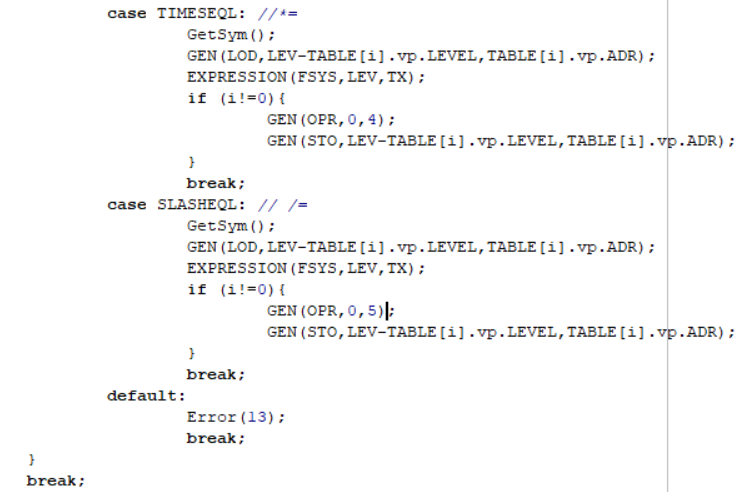 case TIMESEQL: //*=
GetSym();
GEN(LOD,LEV-TABLE[i].vp.LEVEL,TABLE[i].vp.ADR);
EXPRESSION(FSYS,LEV,TX);
if (i!=0){
GEN(OPR,0,4);
GEN(STO,LEV-TABLE[i].vp.LEVEL,TABLE[i].vp.ADR);
}
break;
case SLASHEQL: // /=
GetSym();
GEN(LOD,LEV-TABLE[i].vp.LEVEL,TABLE[i].vp.ADR);
EXPRESSION(FSYS,LEV,TX);
if (i!=0){
GEN(OPR,0,5);
GEN(STO,LEV-TABLE[i].vp.LEVEL,TABLE[i].vp.ADR);
}
break;
default:
Error(13);
break;
}
break;